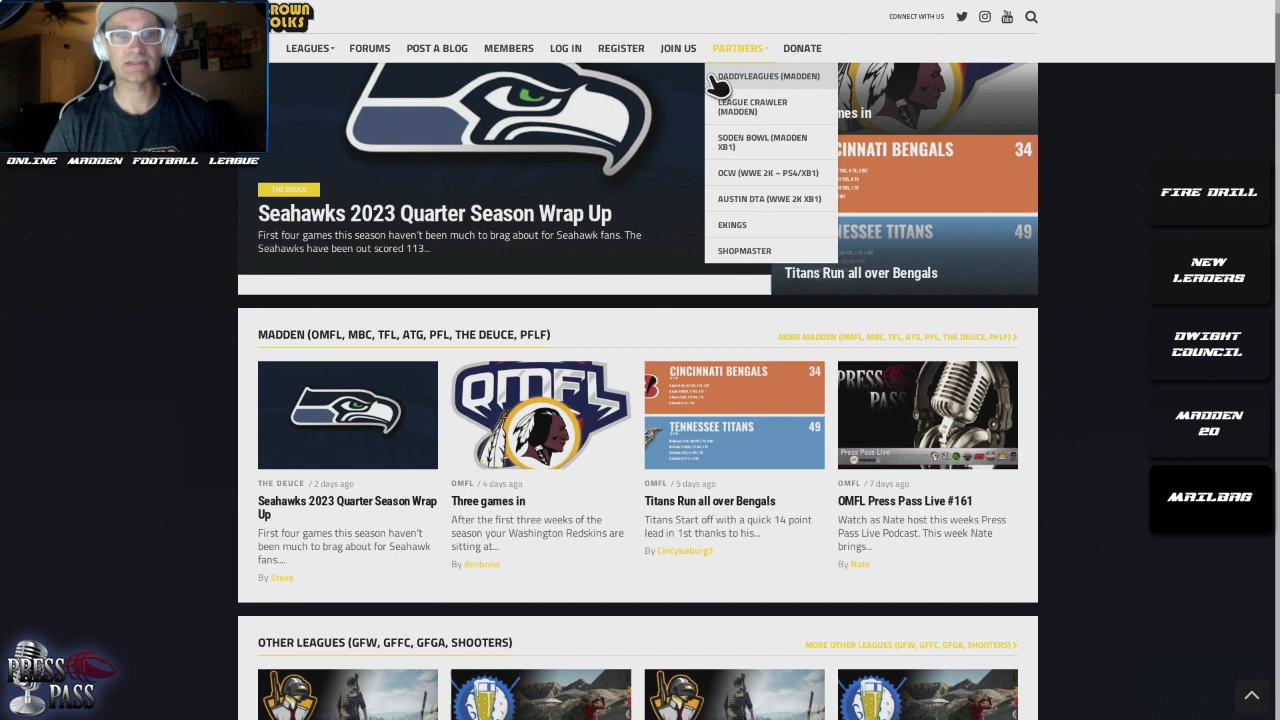 GROWN
FOLKS
CONNECT WITH US
LEAGUES
FORUMS
POST A BLOG
MEMBERS
LOG IN
REGISTER
JOIN US
PARTNERS
DONATE
DADDYLEAGUES (MADDEN)
LEAGUE CRAWLER
(MADDEN)
SODEN BOWL (MADDEN
XB1)
OCW (WWE 2K – PS4/XB1)
AUSTIN DTA (WWE 2K XB1)
EKINGS
SHOPMASTER
ONLINE MADDEN FOOTBALL LEAGUE
THE DEUCE
Seahawks 2023 Quarter Season Wrap Up
First four games this season haven't been much to brag about for Seahawk fans. The
Seahawks have been out scored 113...
mes in
CINNATI BENGALS 34
NESSEE TITANS 49
Titans Run all over Bengals
FIRE DRILL
NEW
LEADERS
DWIGHT
COUNCIL
MADDEN
20
MAILBAG
MADDEN (OMFL, MBC, TFL, ATG, PFL, THE DEUCE, PFLF)
MORE MADDEN (OMFL, MBC, TFL, ATG, PFL, THE DEUCE, PFLF)
OMFL
CINCINNATI BENGALS 34
TENNESSEE TITANS 49
PRESS
PASS
Press Pass Live
THE DEUCE / 2 days ago
Seahawks 2023 Quarter Season Wrap
Up
First four games this season haven't
been much to brag about for Seahawk
fans....
By Steve
OMFL / 4 days ago
Three games in
After the first three weeks of the
season your Washington Redskins are
sitting at...
By denbrew
OMFL / 5 days ago
Titans Run all over Bengals
Titans Start off with a quick 14 point
lead in 1st thanks to his...
By Cincyiceburg3
OMFL / 7 days ago
OMFL Press Pass Live #161
Watch as Nate host this weeks Press
Pass Live Podcast. This week Nate
brings...
By Nate
OTHER LEAGUES (GFW, GFFC, GFGA, SHOOTERS)
MORE OTHER LEAGUES (GFW, GFFC, GFGA, SHOOTERS)
PRESS
PASS